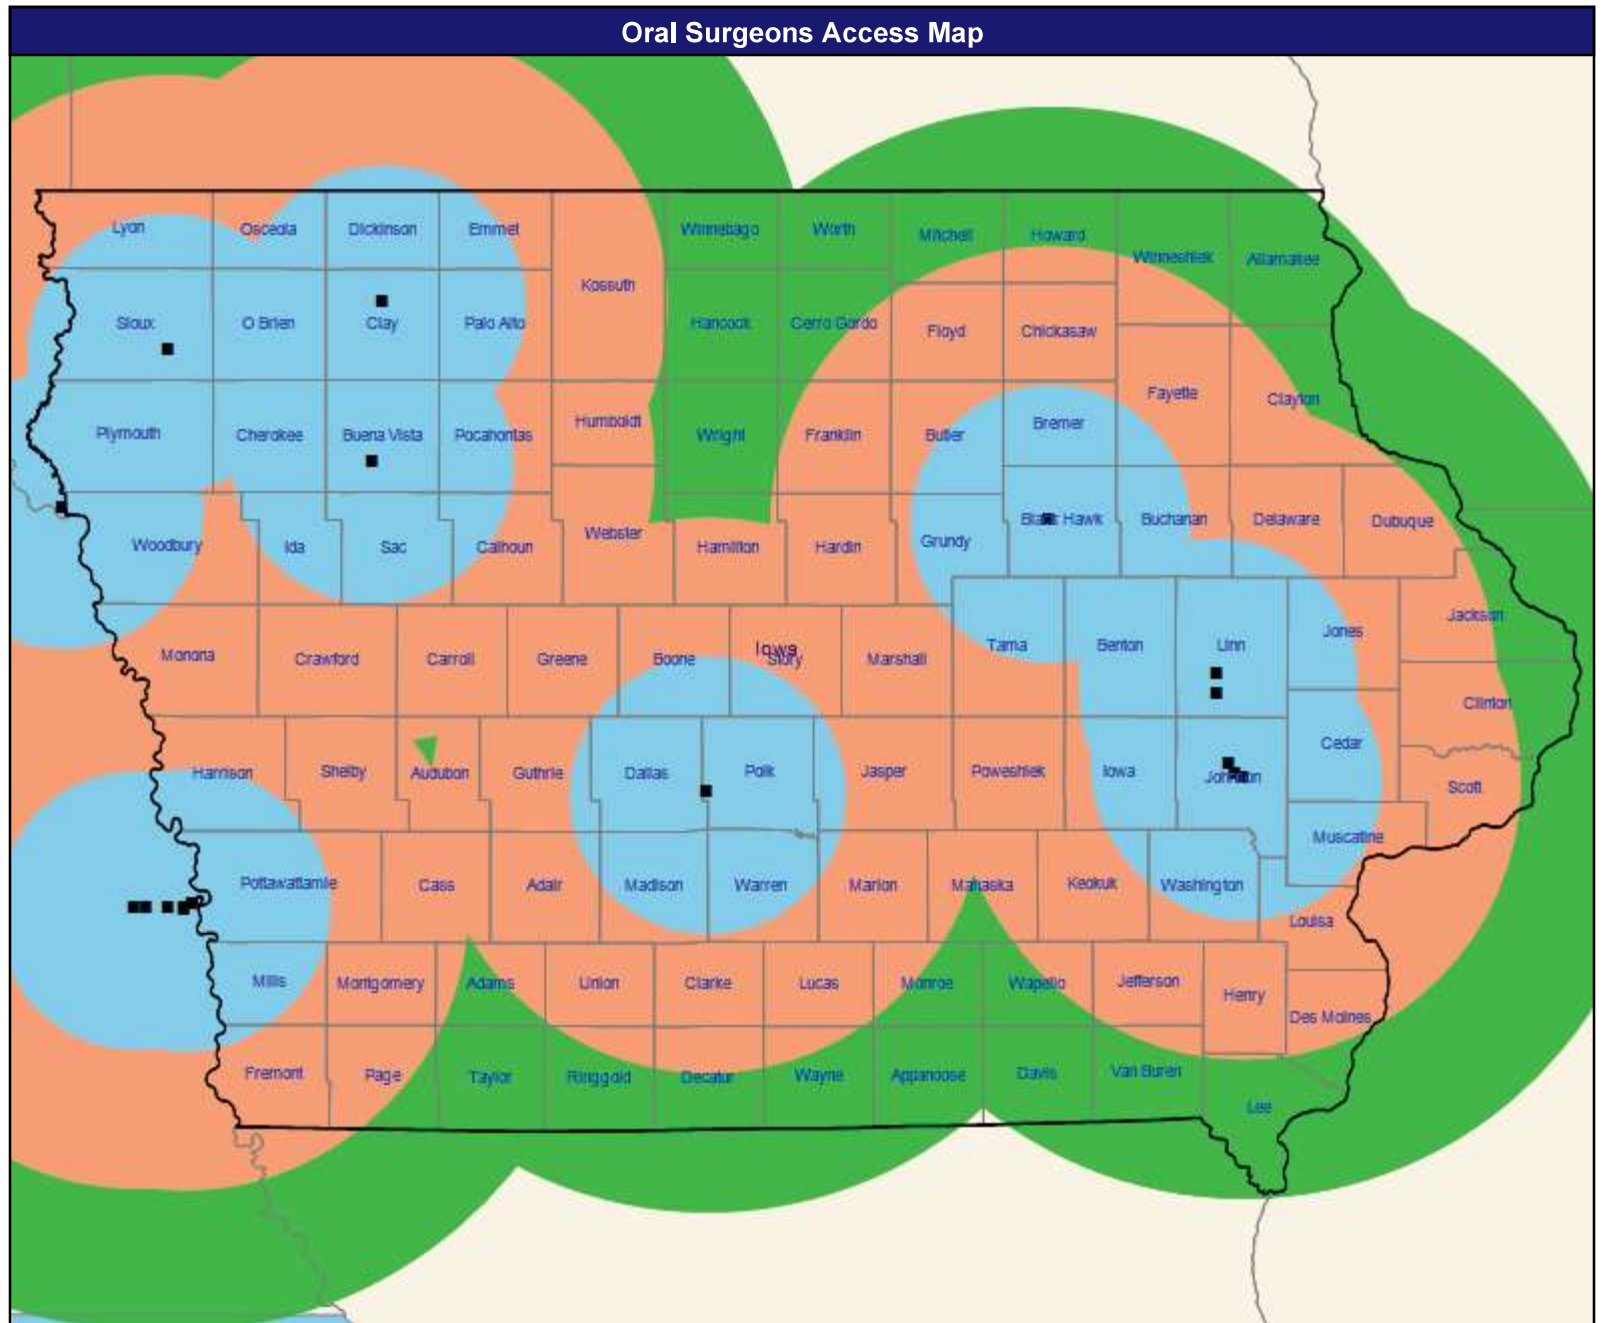 Oral Surgeons Access Map
Lyon
Osceola
Dickinson
Emmet
Winnebago
Worth
Mitchell
Howard
Winneshiek
Allamakee
Kossuth
Sioux
O Brien
Clay
Palo Alto
Hancock
Cerro Gordo
Floyd
Chickasaw
Fayette
Clayton
Plymouth
Cherokee
Buena Vista
Pocahontas
Humboldt
Wright
Franklin
Butler
Bremer
Woodbury
Ida
Sac
Calhoun
Webster
Hamilton
Hardin
Grundy
Black Hawk
Buchanan
Delaware
Dubuque
Monona
Crawford
Carroll
Greene
Boone
Iowa
Story
Marshall
Tama
Benton
Linn
Jones
Jackson
Clinton
Harrison
Shelby
Audubon
Guthrie
Dallas
Polk
Jasper
Poweshiek
Iowa
Johnson
Cedar
Scott
Muscatine
Pottawattamie
Cass
Adair
Madison
Warren
Marion
Mahaska
Keokuk
Washington
Louisa
Mills
Montgomery
Adams
Union
Clarke
Lucas
Monroe
Wapello
Jefferson
Henry
Des Moines
Fremont
Page
Taylor
Ringgold
Decatur
Wayne
Appanoose
Davis
Van Buren
Lee